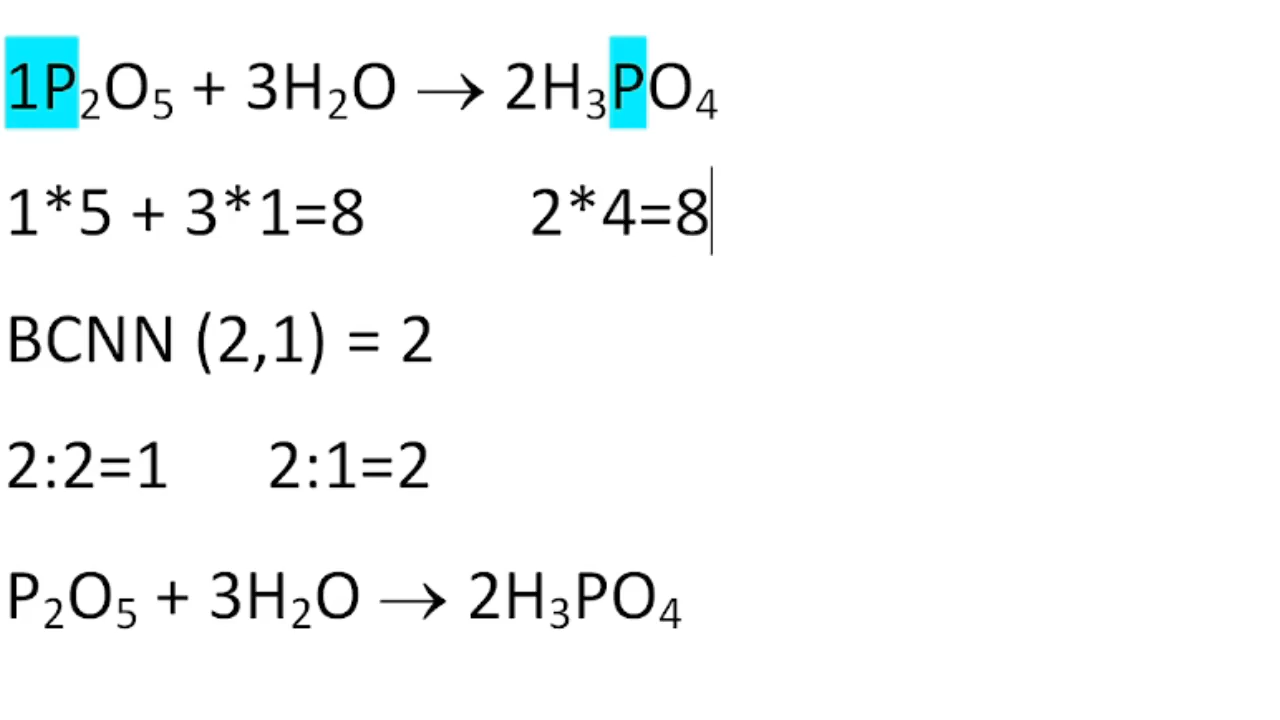 1P₂O₅ + 3H₂O → 2H₃PO₄
1*5 + 3*1=8 2*4=8
BCNN (2,1) = 2
2:2=1 2:1=2
P₂O₅ + 3H₂O → 2H₃PO₄